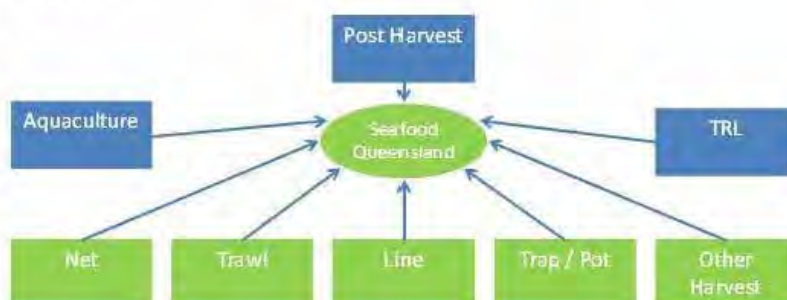 Post Harvest
Aquaculture
Seafood
Queensland
TRL
Net
Trawl
Line
Trap / Pot
Other
Harvest